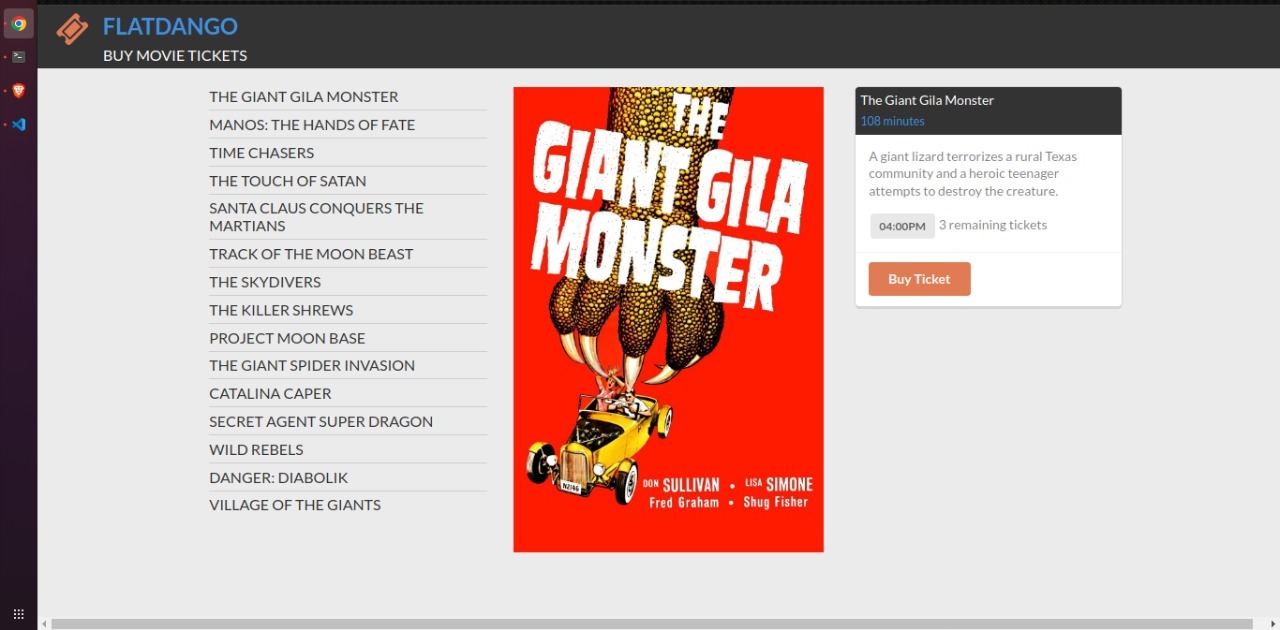 FLATDANGO
BUY MOVIE TICKETS
THE GIANT GILA MONSTER
MANOS: THE HANDS OF FATE
TIME CHASERS
THE TOUCH OF SATAN
SANTA CLAUS CONQUERS THE
MARTIANS
TRACK OF THE MOON BEAST
THE SKYDIVERS
THE KILLER SHREWS
PROJECT MOON BASE
THE GIANT SPIDER INVASION
CATALINA CAPER
SECRET AGENT SUPER DRAGON
WILD REBELS
DANGER: DIABOLIK
VILLAGE OF THE GIANTS
THE
GIANT GILA
MONSTER
DON SULLIVAN • LISA SIMONE
Fred Graham • Shug Fisher
The Giant Gila Monster
108 minutes
A giant lizard terrorizes a rural Texas
community and a heroic teenager
attempts to destroy the creature.
04:00PM 3 remaining tickets
Buy Ticket